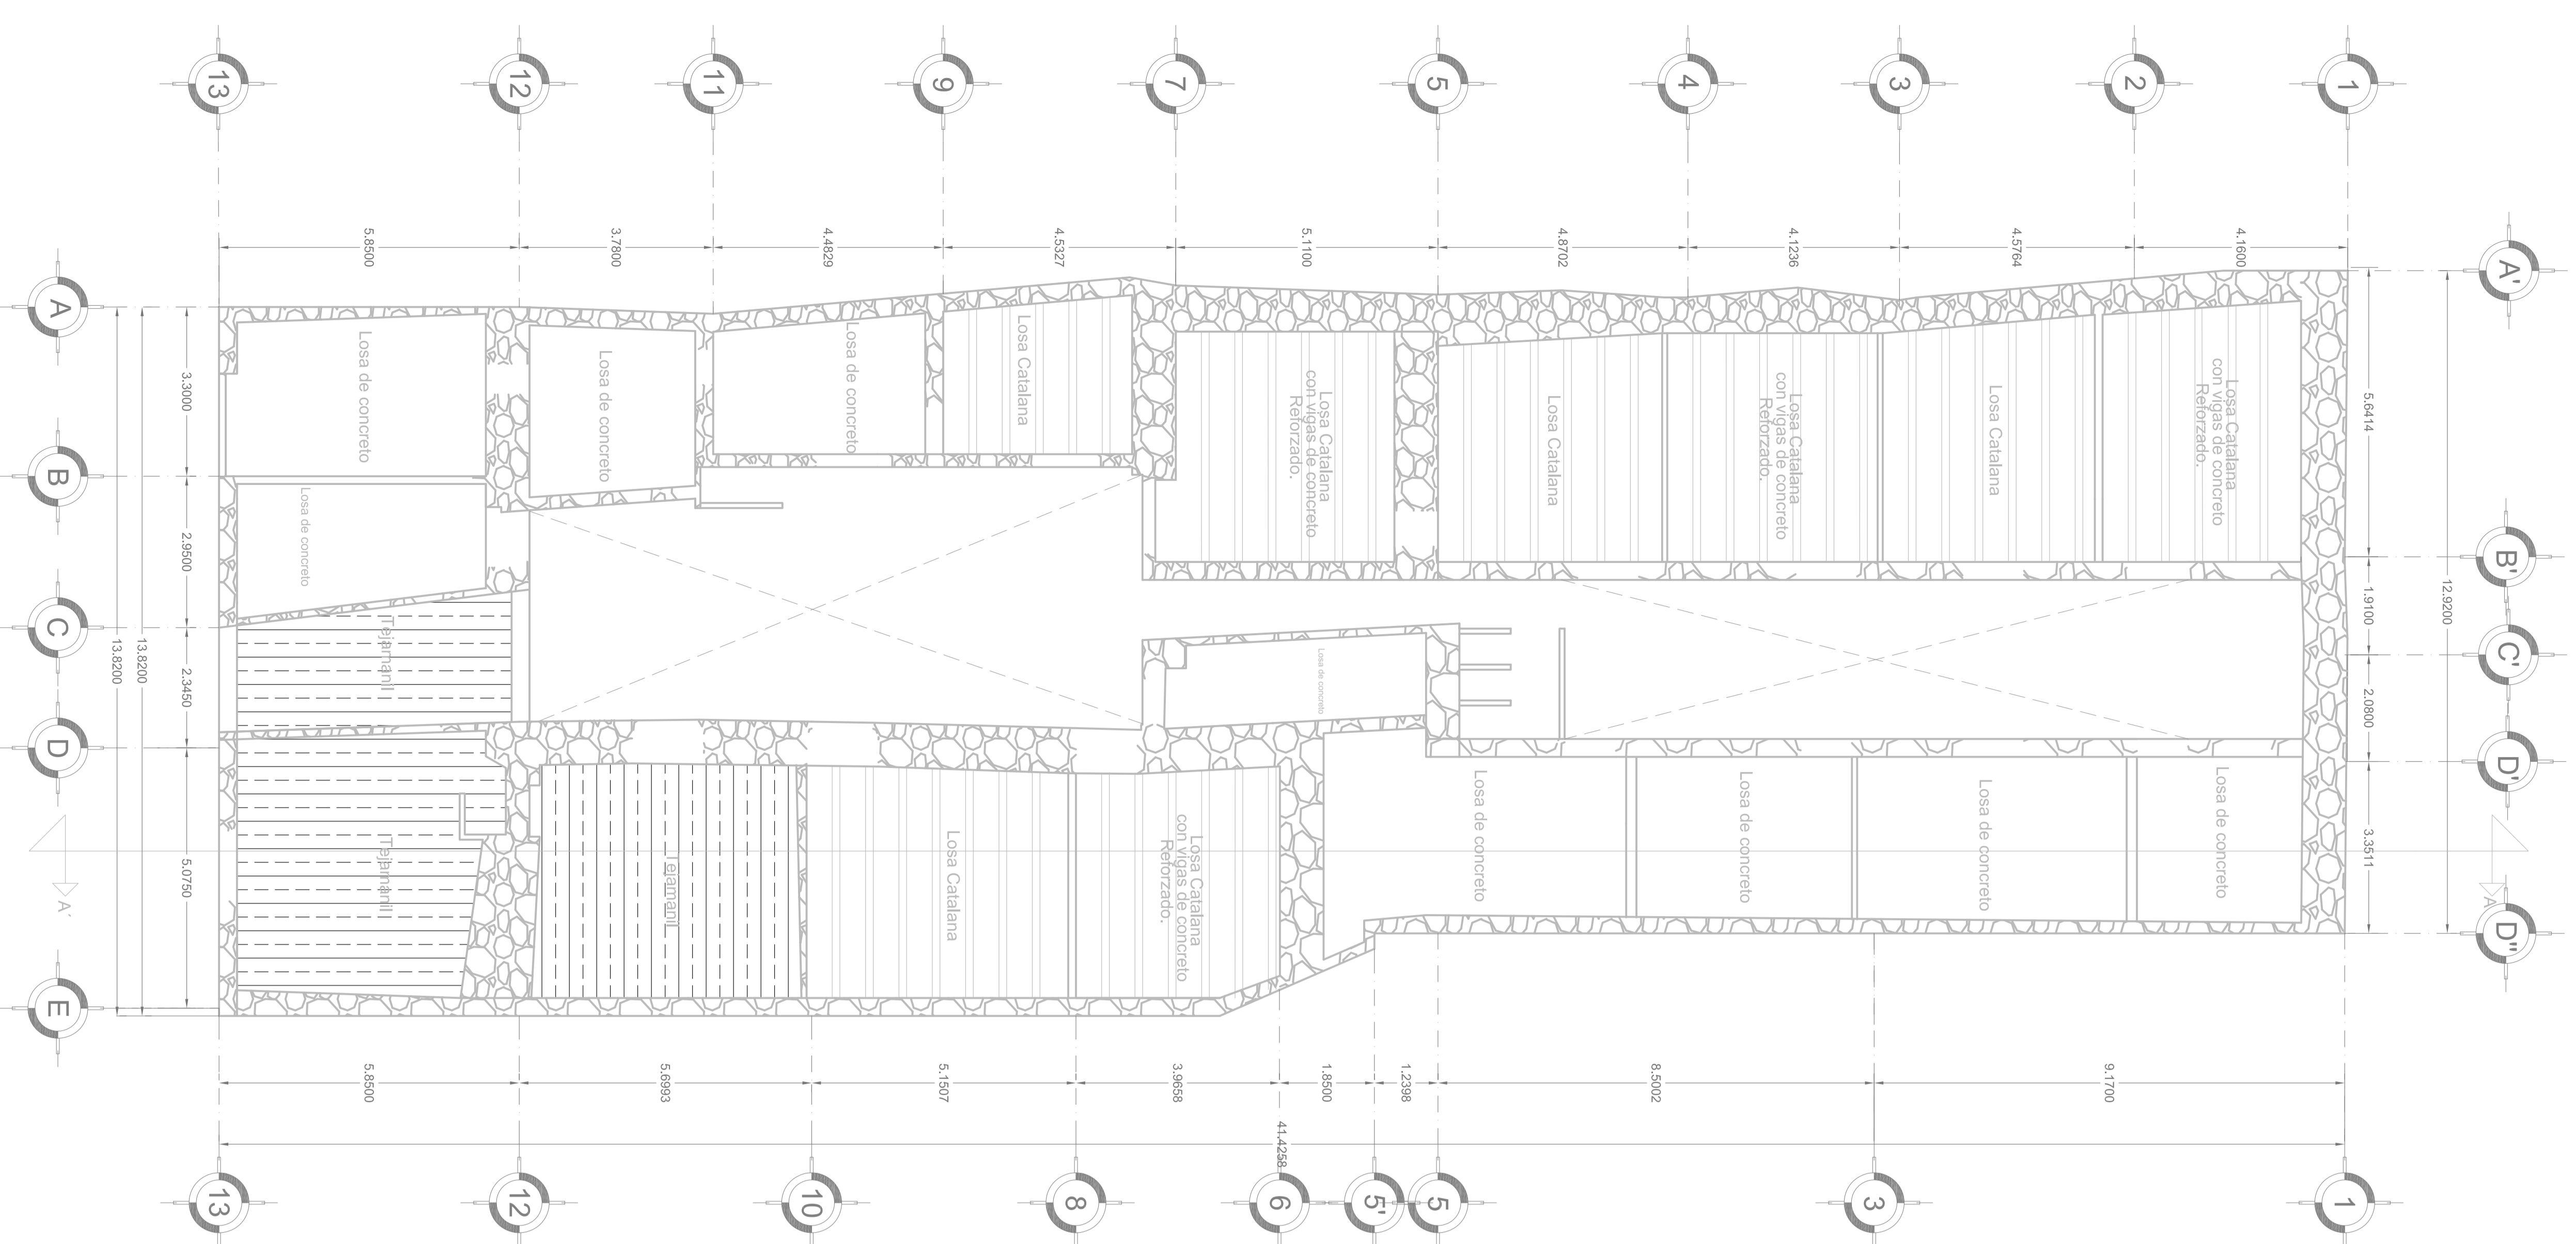 13
12
11
9
7
5
4
3
2
1
5.8500
3.7800
4.4829
4.5327
5.1100
4.8702
4.1236
4.5764
4.1600
A
B
C
D
E
A'
B'
C'
D'
D"
3.3000
2.9500
2.3450
5.0750
13.8200
13.8200
5.6414
1.9100
2.0800
3.3511
12.9200
Losa de concreto
Losa de concreto
Losa de concreto
Losa Catalana
Losa Catalana
con vigas de concreto
Reforzado.
Losa Catalana
Losa Catalana
con vigas de concreto
Reforzado.
Losa Catalana
Losa Catalana
con vigas de concreto
Reforzado.
Losa de concreto
Tejamanil
Losa de concreto
Tejamanil
Tejamanil
Losa Catalana
Losa Catalana
con vigas de concreto
Reforzado.
Losa de concreto
Losa de concreto
Losa de concreto
Losa de concreto
A'
A
5.8500
5.6993
5.1507
3.9658
1.8500
1.2398
8.5002
9.1700
41.4258
13
12
10
8
6
5'
5
3
1